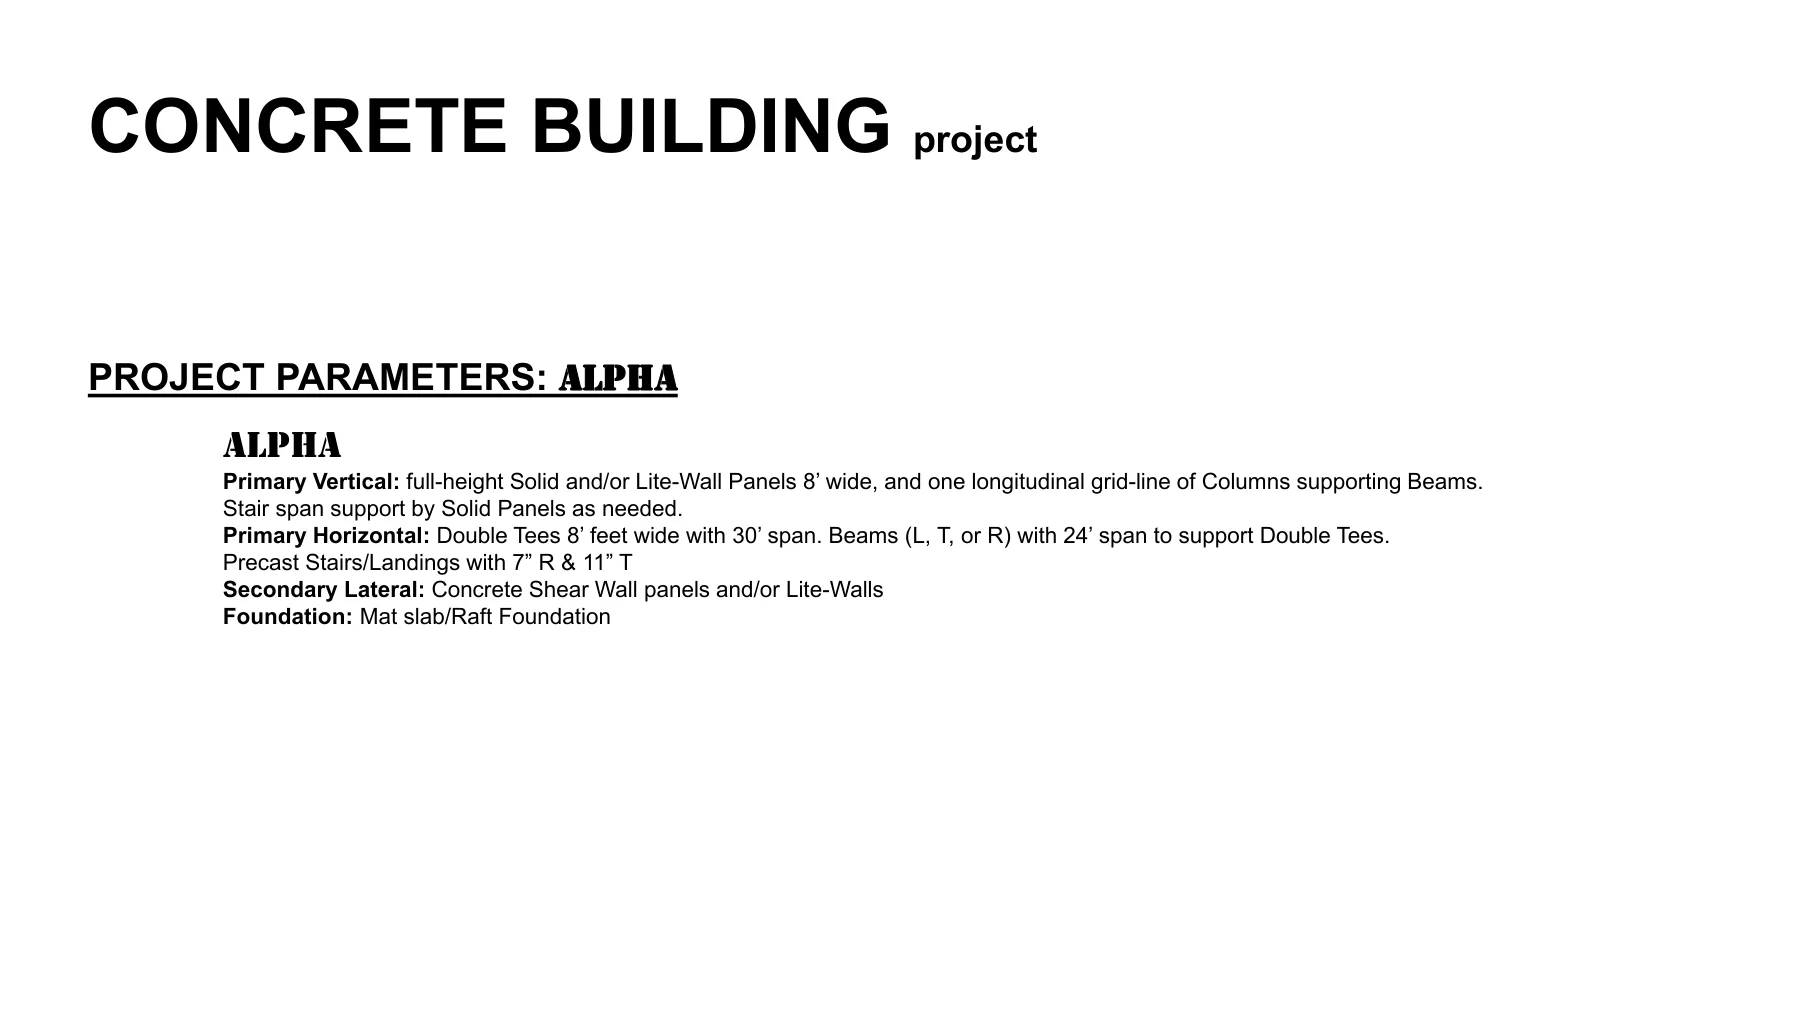 CONCRETE BUILDING project
PROJECT PARAMETERS: ALPHA
ALPHA
Primary Vertical: full-height Solid and/or Lite-Wall Panels 8’ wide, and one longitudinal grid-line of Columns supporting Beams.
Stair span support by Solid Panels as needed.
Primary Horizontal: Double Tees 8’ feet wide with 30’ span. Beams (L, T, or R) with 24’ span to support Double Tees.
Precast Stairs/Landings with 7” R & 11” T
Secondary Lateral: Concrete Shear Wall panels and/or Lite-Walls
Foundation: Mat slab/Raft Foundation